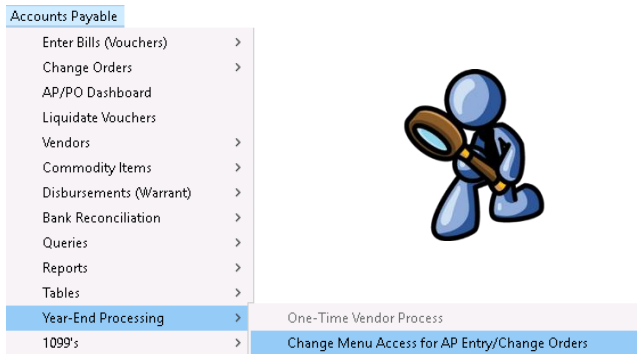 Accounts Payable
Enter Bills (Vouchers)
Change Orders
AP/PO Dashboard
Liquidate Vouchers
Vendors
Commodity Items
Disbursements (Warrant)
Bank Reconciliation
Queries
Reports
Tables
Year-End Processing
One-Time Vendor Process
1099's
Change Menu Access for AP Entry/Change Orders